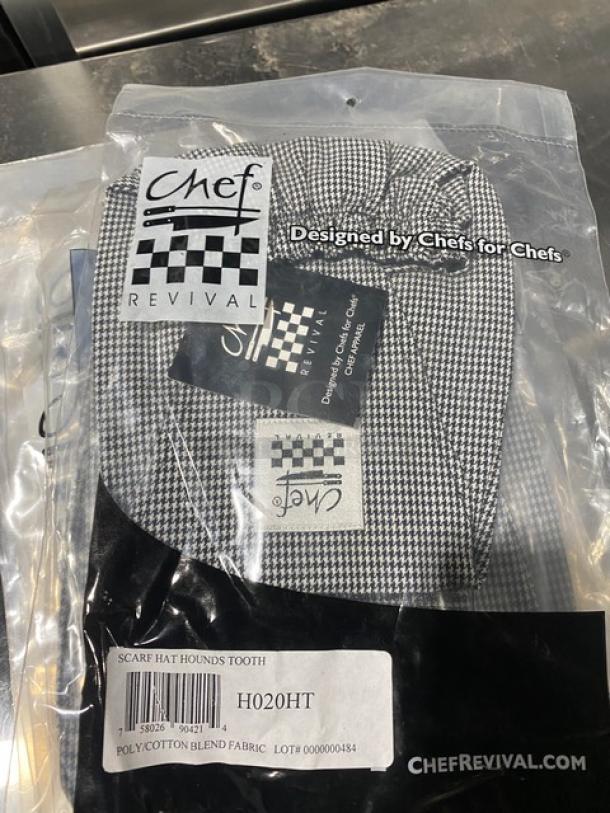 Chef®
REVIVAL
Designed by Chefs for Chefs®
Chef
REVIVAL
Designed by Chefs for Chefs®
CHEF APPAREL
REVIVAL
Chef®
SCARF HAT HOUNDS TOOTH
H020HT
7 58026 90421 4
POLY/COTTON BLEND FABRIC LOT# 0000000484
CHEFREVIVAL.COM